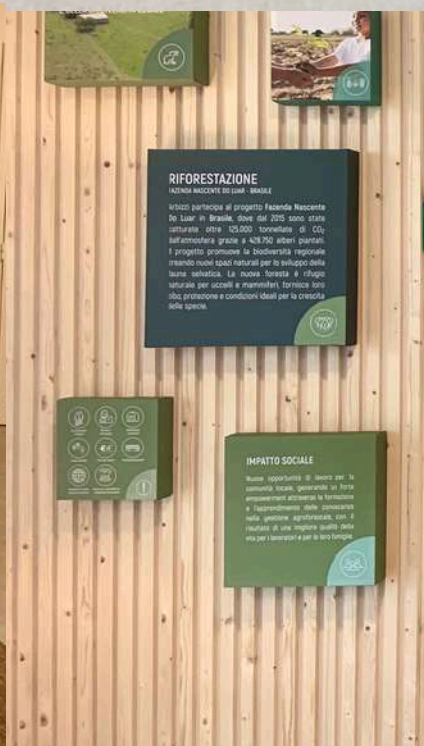 RIFORESTAZIONE
FAZENDA NASCENTE DO LUAR - BRASILE
Arbizzi partecipa al progetto Fazenda Nascente
Do Luar in Brasile, dove dal 2015 sono state
catturate oltre 125.000 tonnellate di CO₂
dall'atmosfera grazie a 428.750 alberi piantati.
Il progetto promuove la biodiversità regionale
creando nuovi spazi naturali per lo sviluppo della
fauna selvatica. La nuova foresta è rifugio
naturale per uccelli e mammiferi, fornisce loro
cibo, protezione e condizioni ideali per la crescita
delle specie.
IMPATTO SOCIALE
Nuove opportunità di lavoro per la
comunità locale, generando un forte
empowerment attraverso la formazione
e l'apprendimento delle conoscenze
nella gestione agroforestale, con il
risultato di una migliore qualità della
vita per i lavoratori e per le loro famiglie.